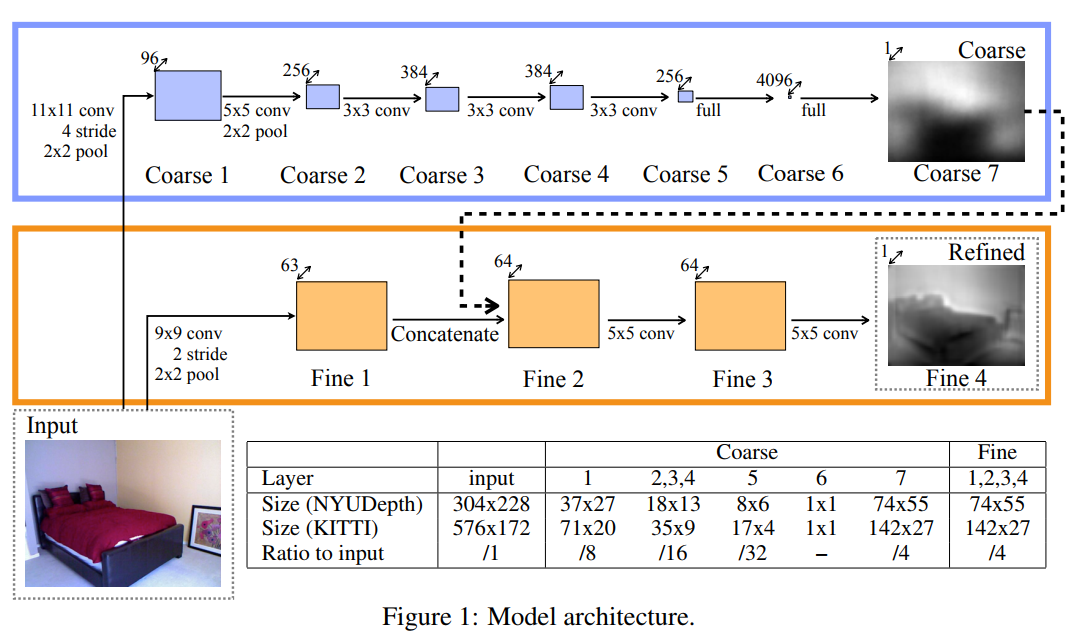 96
256
384
384
256
4096
1
Coarse
11x11 conv
4 stride
2x2 pool
5x5 conv
2x2 pool
3x3 conv
3x3 conv
3x3 conv
full
full
Coarse 1
Coarse 2
Coarse 3
Coarse 4
Coarse 5
Coarse 6
Coarse 7
63
64
64
1
Refined
9x9 conv
2 stride
2x2 pool
Concatenate
5x5 conv
5x5 conv
Fine 1
Fine 2
Fine 3
Fine 4
Input
Coarse Fine
Layer input 1 2,3,4 5 6 7 1,2,3,4
Size (NYUDepth) 304x228 37x27 18x13 8x6 1x1 74x55 74x55
Size (KITTI) 576x172 71x20 35x9 17x4 1x1 142x27 142x27
Ratio to input /1 /8 /16 /32 – /4 /4
Figure 1: Model architecture.